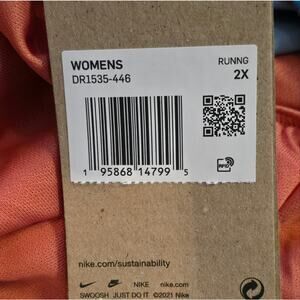 WOMENS
RUNNG
DR1535-446
2X
1 95868 14799 5
RFID
nike.com/sustainability
NIKE nike.com
SWOOSH JUST DO IT ©2021 Nike